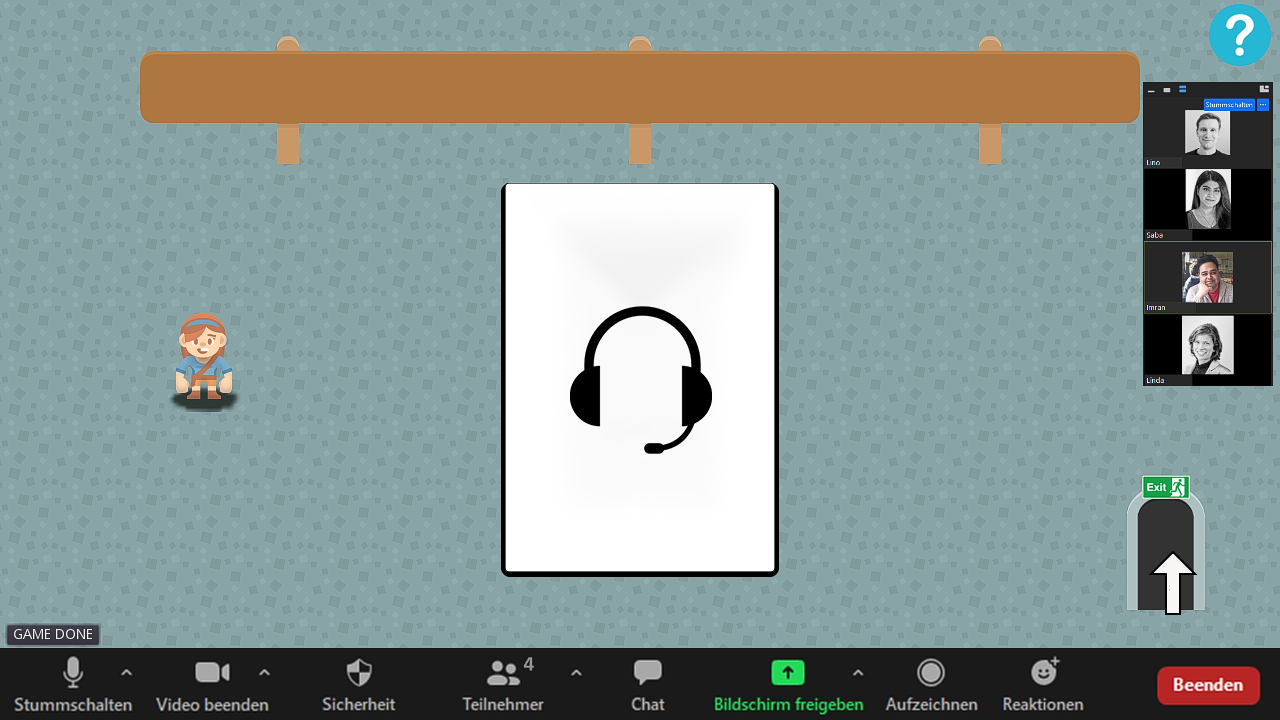 ?
Stummschalten ...
Lino
Saba
Imran
Linda
Exit
GAME DONE
4
Stummschalten Video beenden Sicherheit Teilnehmer Chat Bildschirm freigeben Aufzeichnen Reaktionen Beenden